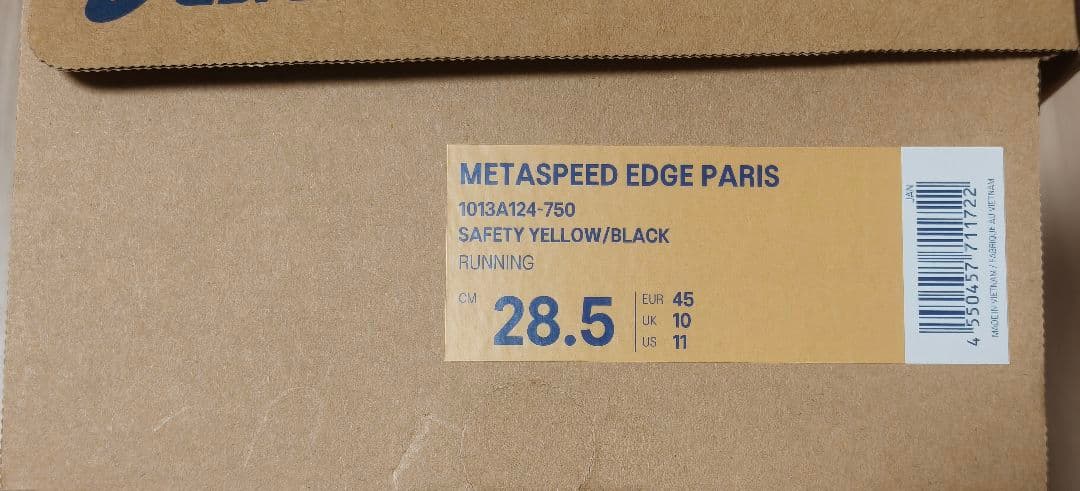 METASPEED EDGE PARIS
1013A124-750
SAFETY YELLOW/BLACK
RUNNING
CM 28.5
EUR 45
UK 10
US 11
JAN
4 550457 711722
MADE IN VIETNAM / FABRIQUÉ AU VIETNAM